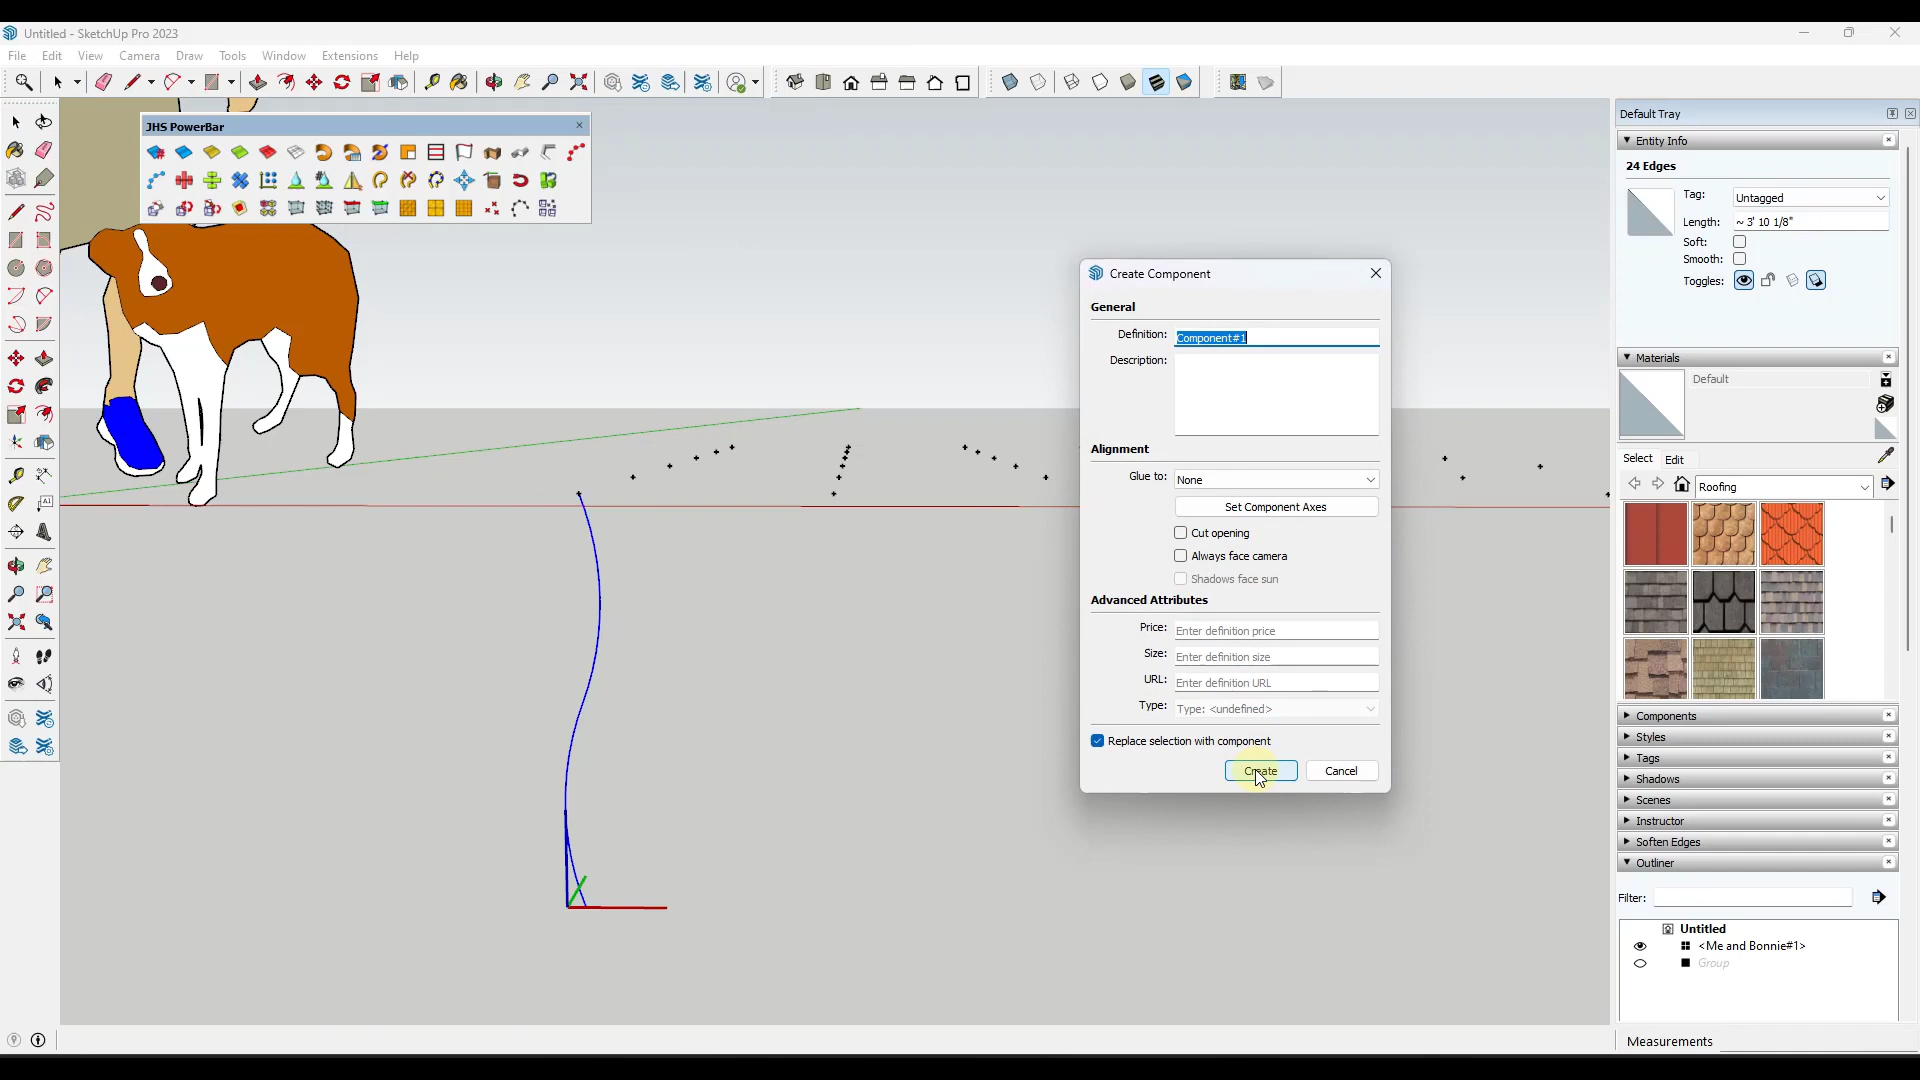 Untitled - SketchUp Pro 2023
File Edit View Camera Draw Tools Window Extensions Help
JHS PowerBar
Default Tray
Entity Info
24 Edges
Tag: Untagged
Length: ~ 3' 10 1/8"
Soft:
Smooth:
Toggles:
Materials
Default
Select Edit
Roofing
Components
Styles
Tags
Shadows
Scenes
Instructor
Soften Edges
Outliner
Filter:
Untitled
<Me and Bonnie#1>
Group
Measurements
Create Component
General
Definition: Component#1
Description:
Alignment
Glue to: None
Set Component Axes
Cut opening
Always face camera
Shadows face sun
Advanced Attributes
Price: Enter definition price
Size: Enter definition size
URL: Enter definition URL
Type: Type: <undefined>
Replace selection with component
Create Cancel